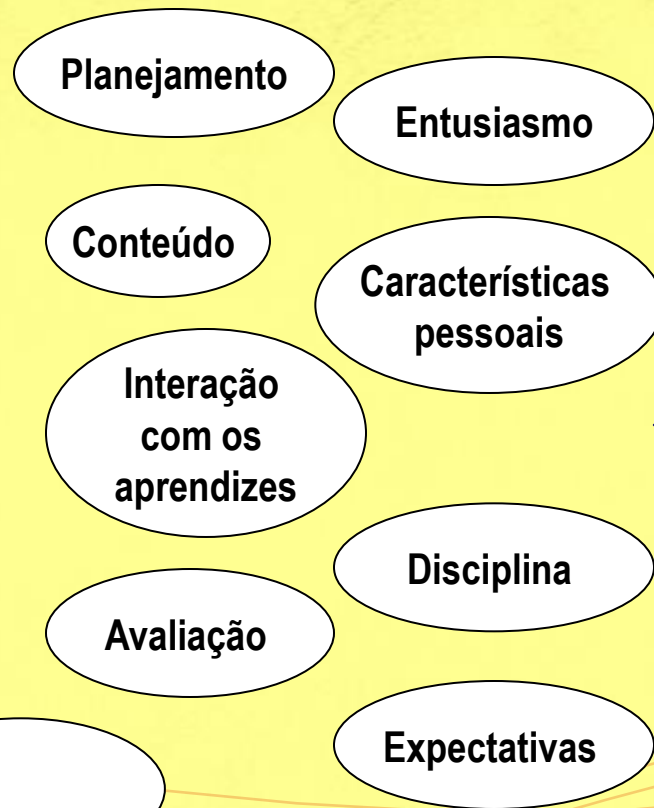 Planejamento
Entusiasmo
Conteúdo
Características
pessoais
Interação
com os
aprendizes
Disciplina
Avaliação
Expectativas